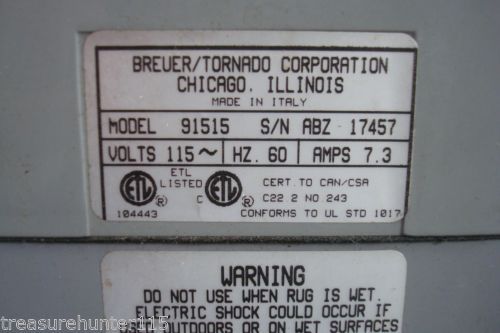 BREUER/TORNADO CORPORATION
CHICAGO, ILLINOIS
MADE IN ITALY
MODEL 91515 S/N ABZ 17457
VOLTS 115~ HZ. 60 AMPS 7.3
ETL LISTED
ETL
R
104443
C
ETL
R
CERT. TO CAN/CSA
C22 2 NO 243
CONFORMS TO UL STD 1017
WARNING
DO NOT USE WHEN RUG IS WET.
ELECTRIC SHOCK COULD OCCUR IF
OUTDOORS OR ON WET SURFACES
treasurehunter115